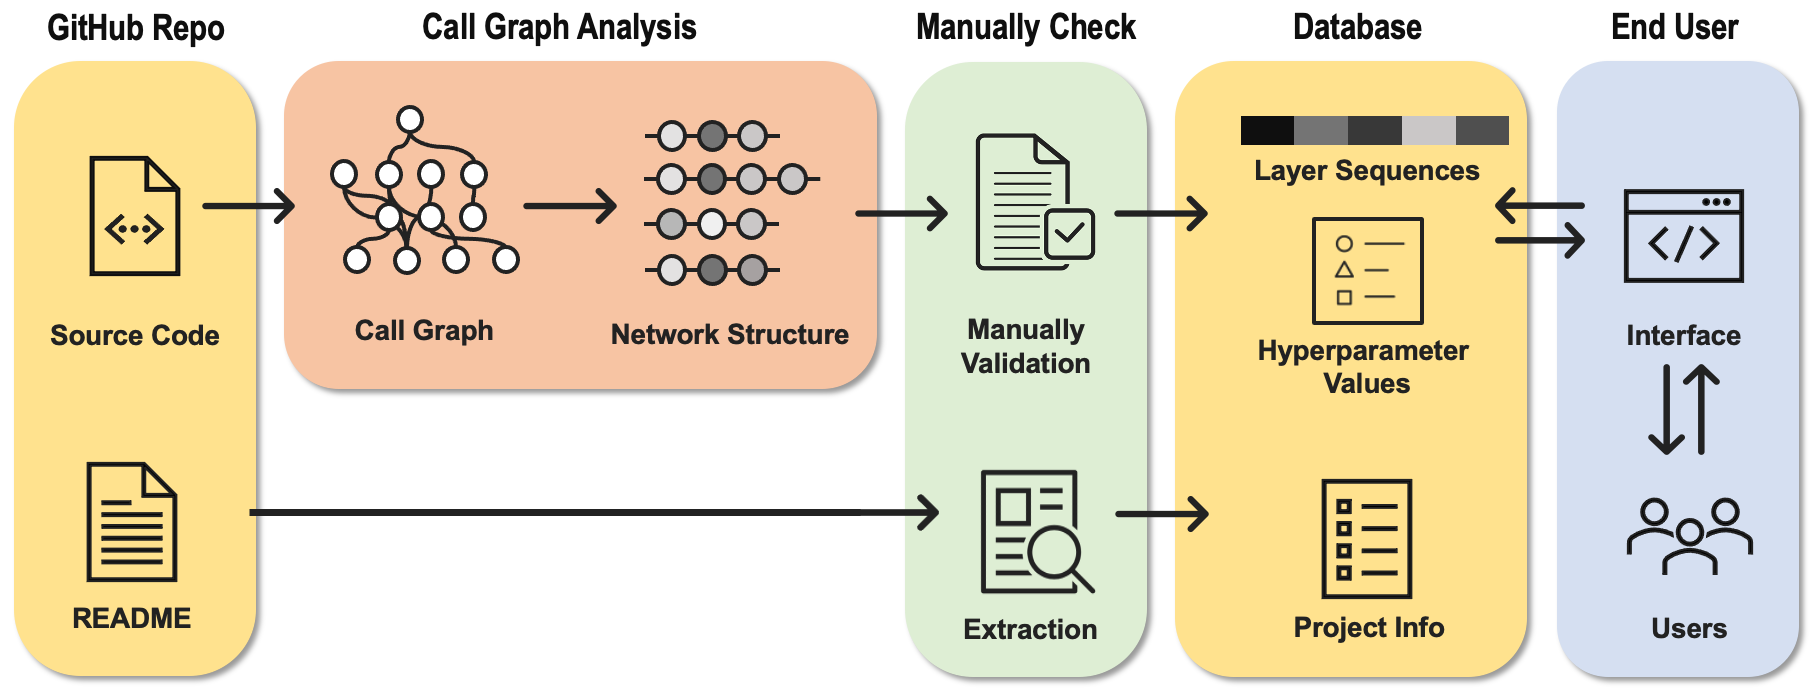 GitHub Repo
Call Graph Analysis
Manually Check
Database
End User
Source Code
README
Call Graph
Network Structure
Manually
Validation
Extraction
Layer Sequences
Hyperparameter
Values
Project Info
Interface
Users